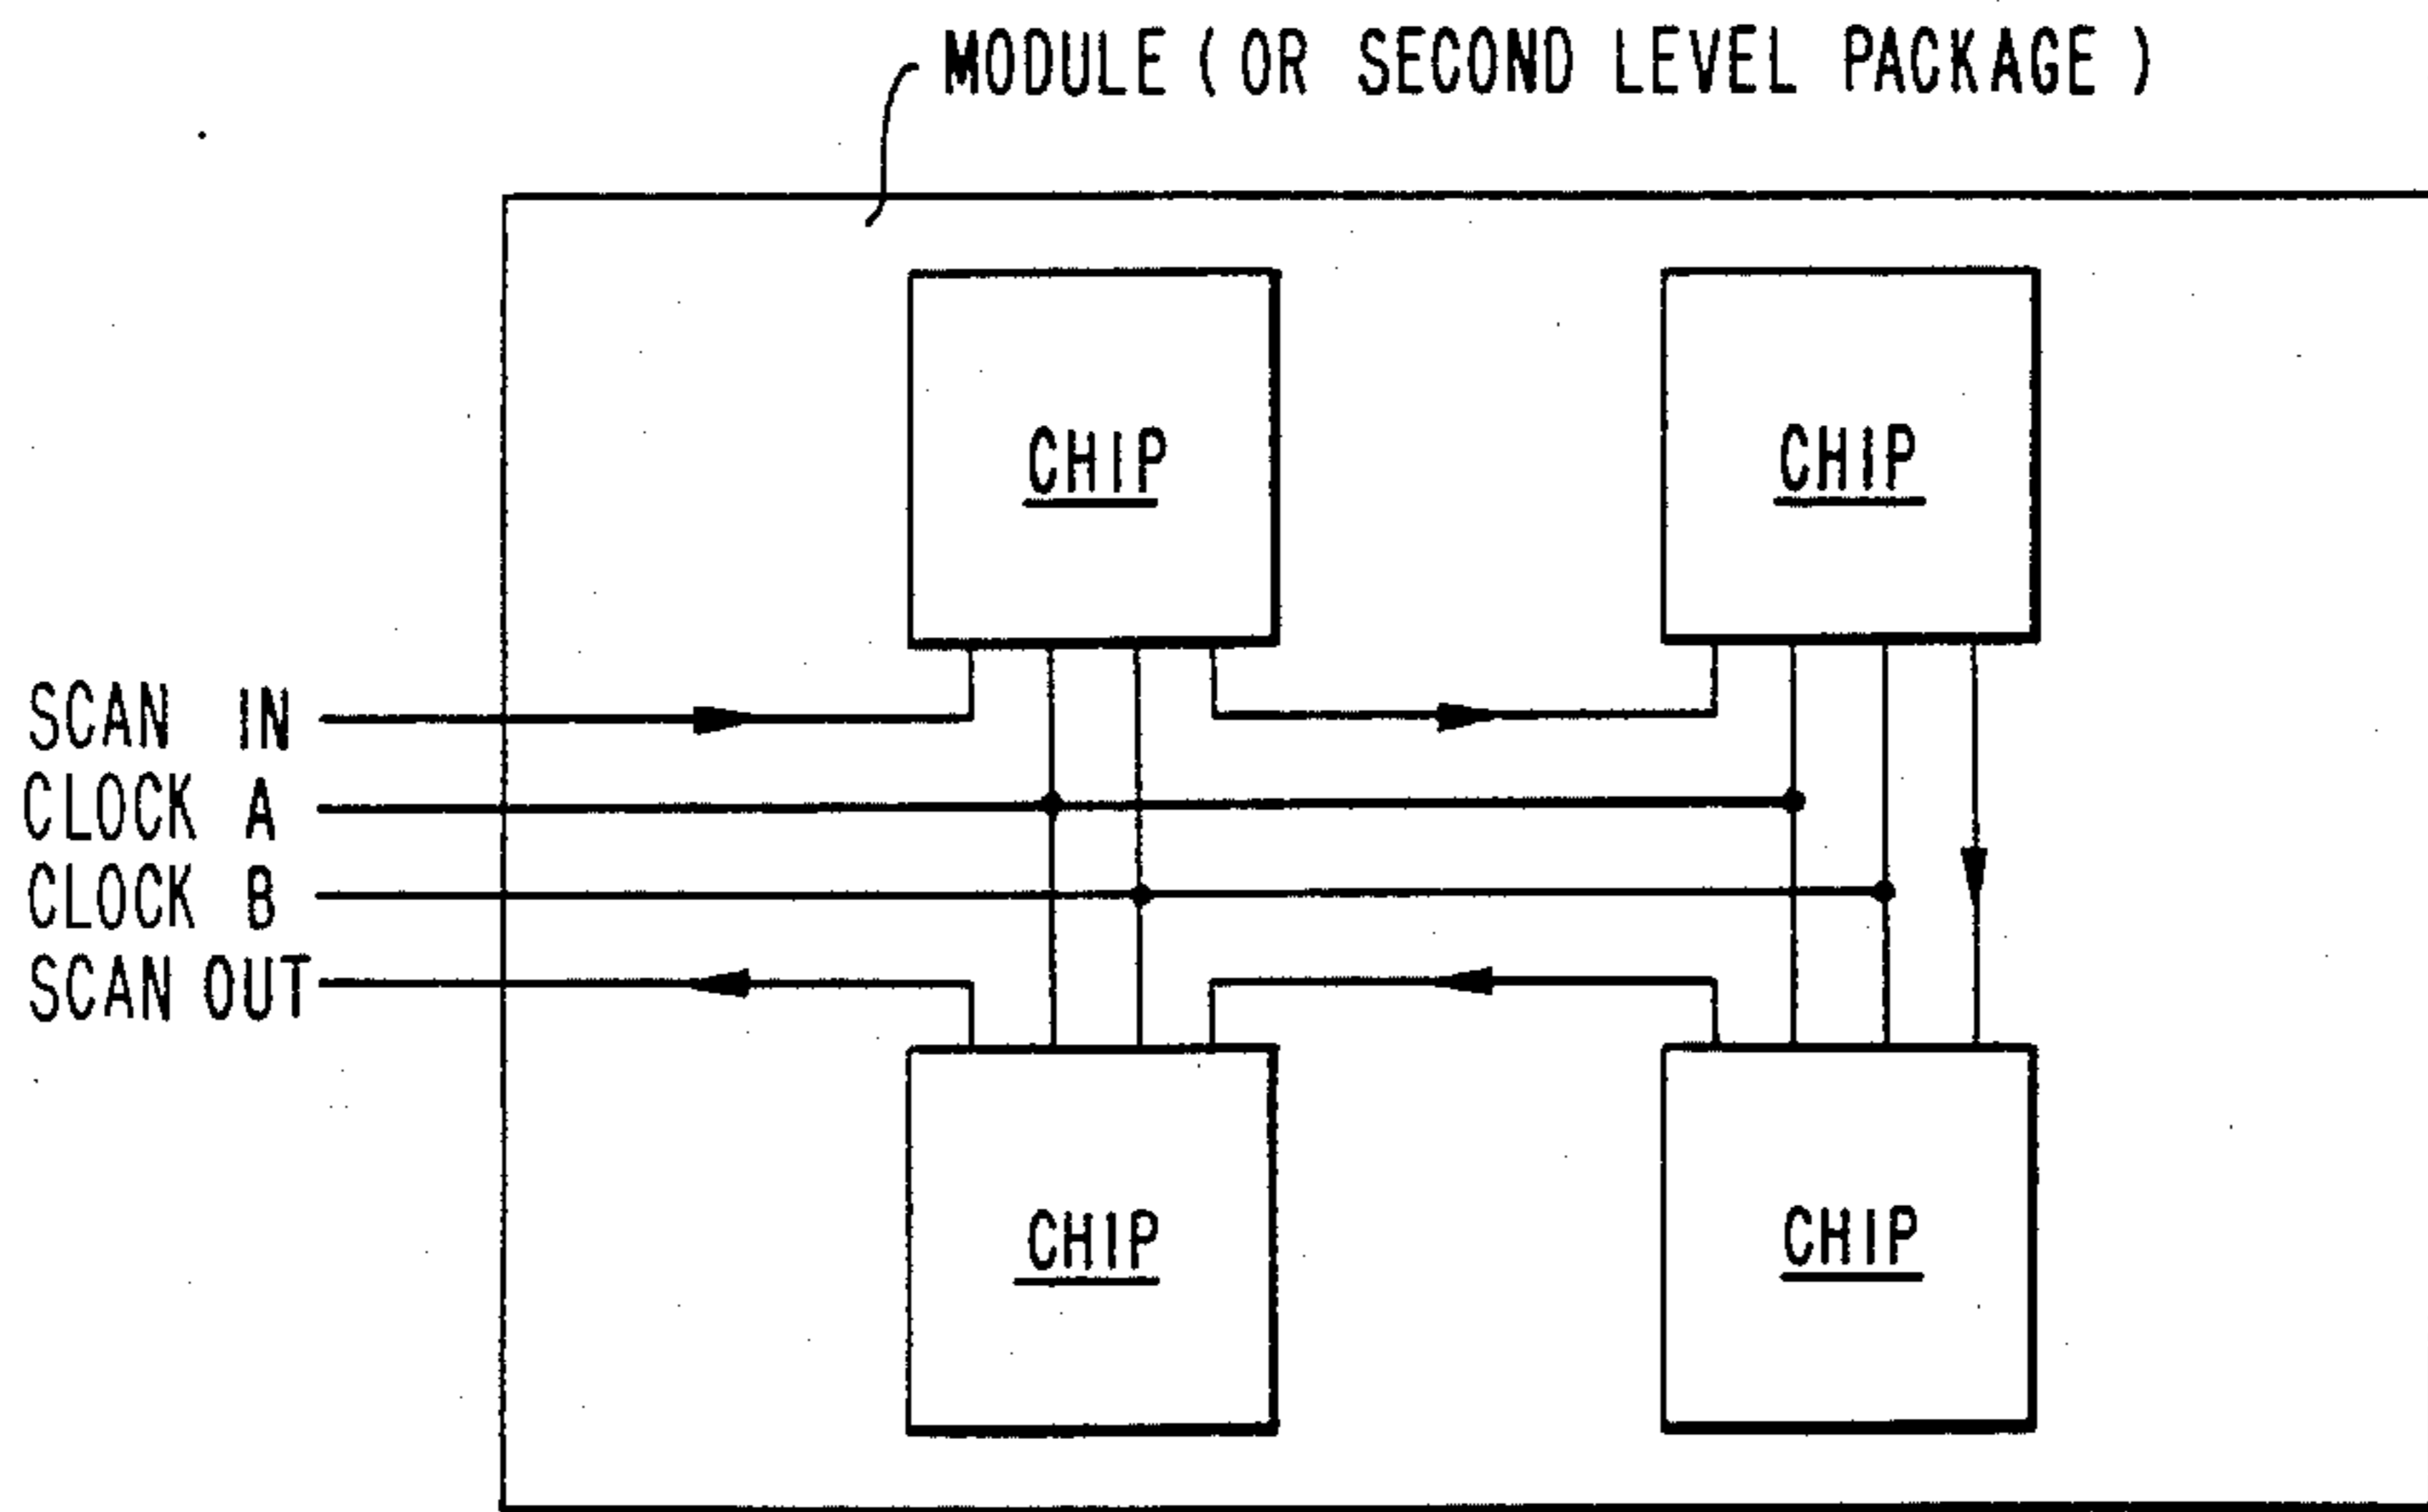 MODULE ( OR SECOND LEVEL PACKAGE )
CHIP CHIP
SCAN IN
CLOCK A
CLOCK B
SCAN OUT
CHIP CHIP